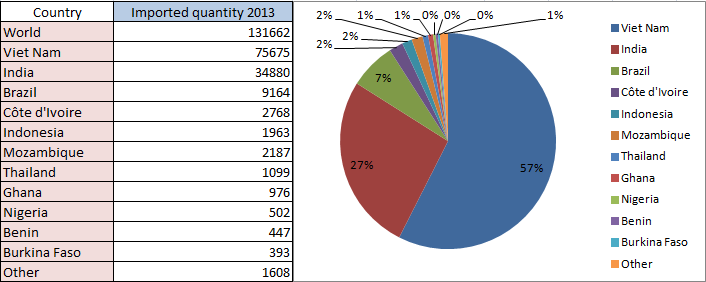 Country Imported quantity 2013
World 131662
Viet Nam 75675
India 34880
Brazil 9164
Côte d'Ivoire 2768
Indonesia 1963
Mozambique 2187
Thailand 1099
Ghana 976
Nigeria 502
Benin 447
Burkina Faso 393
Other 1608
2% 1% 1% 0% 0% 0% 1%
2%
2%
7%
27%
57%
Viet Nam
India
Brazil
Côte d'Ivoire
Indonesia
Mozambique
Thailand
Ghana
Nigeria
Benin
Burkina Faso
Other